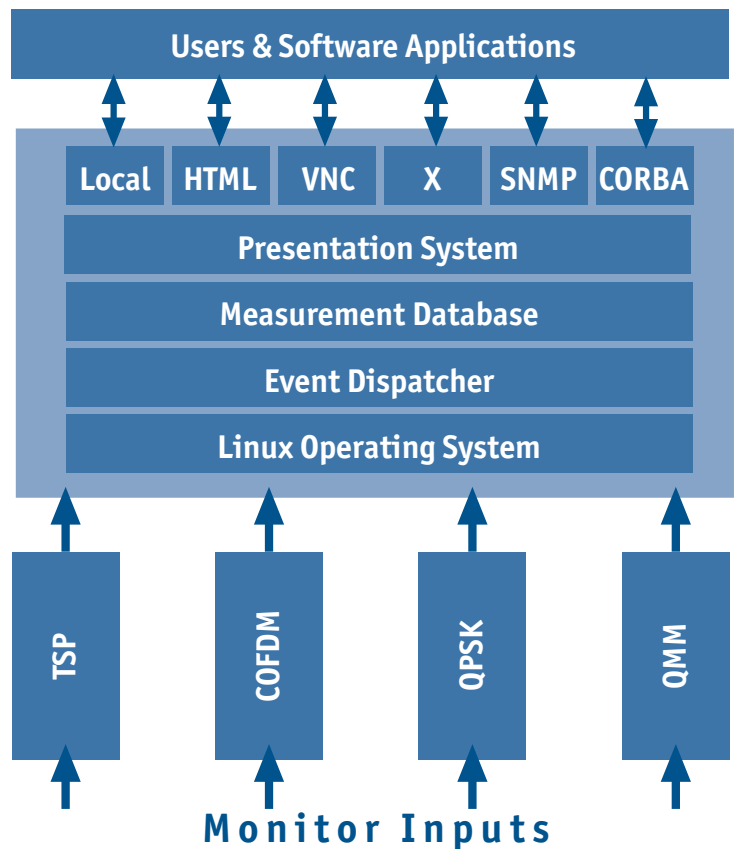 Users & Software Applications
Local
HTML
VNC
X
SNMP
CORBA
Presentation System
Measurement Database
Event Dispatcher
Linux Operating System
TSP
COFDM
QPSK
QMM
Monitor Inputs